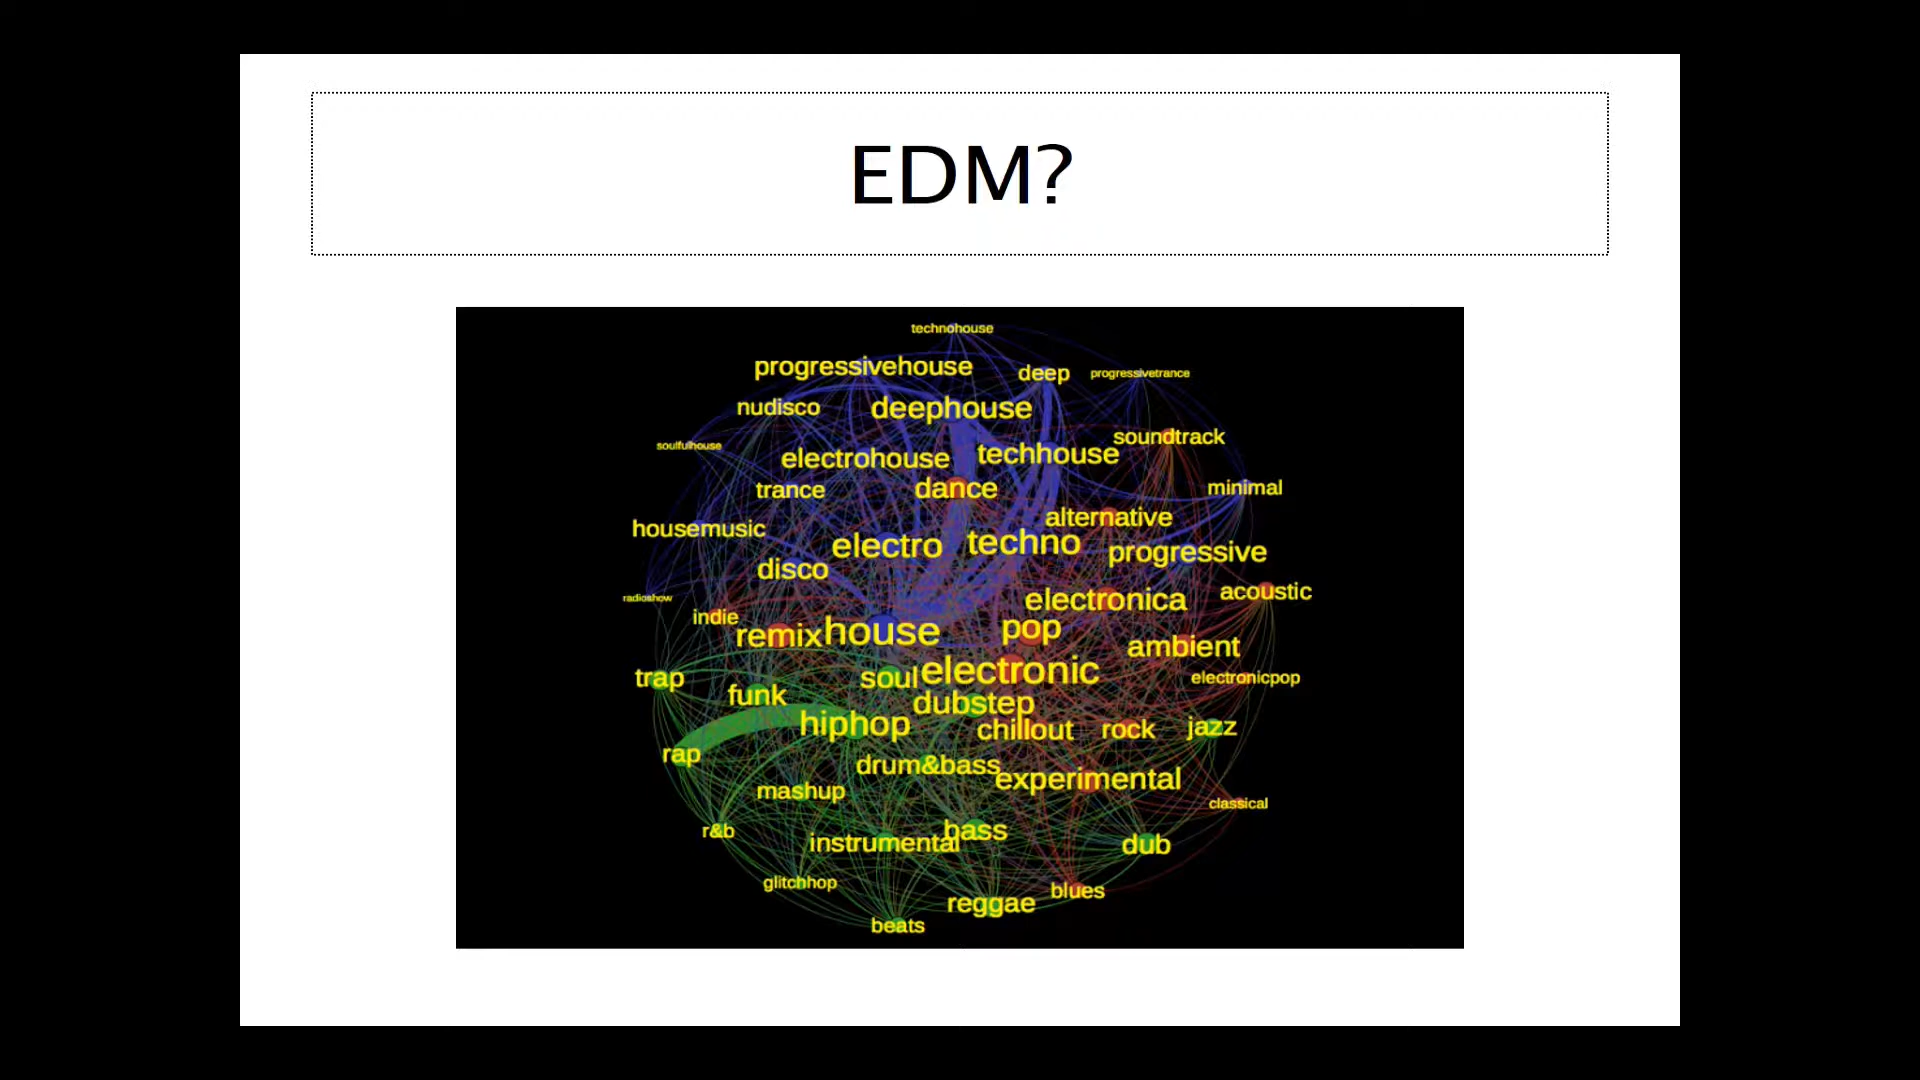 EDM?
technohouse
progressivehouse
deep
progressivetrance
nudisco
deephouse
soundtrack
soulfulhouse
electrohouse
techhouse
trance
dance
minimal
housemusic
alternative
electro
techno
progressive
disco
radioshow
electronica
acoustic
indie
remix
house
pop
ambient
trap
soul
electronic
electronicpop
funk
dubstep
hiphop
chillout
rock
jazz
rap
drum&bass
experimental
mashup
classical
r&b
instrumental
bass
dub
glitchhop
reggae
blues
beats